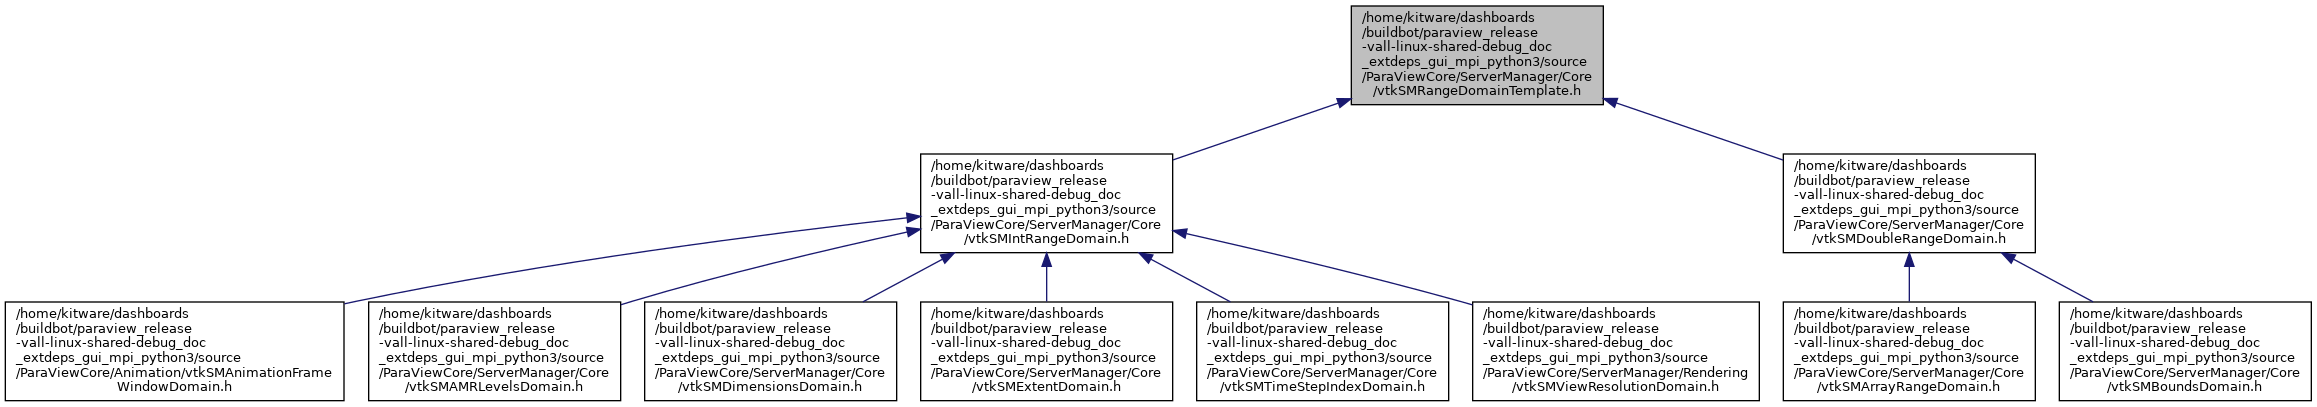 /home/kitware/dashboards
/buildbot/paraview_release
-vall-linux-shared-debug_doc
_extdeps_gui_mpi_python3/source
/ParaViewCore/ServerManager/Core
/vtkSMRangeDomainTemplate.h
/home/kitware/dashboards
/buildbot/paraview_release
-vall-linux-shared-debug_doc
_extdeps_gui_mpi_python3/source
/ParaViewCore/ServerManager/Core
/vtkSMIntRangeDomain.h
/home/kitware/dashboards
/buildbot/paraview_release
-vall-linux-shared-debug_doc
_extdeps_gui_mpi_python3/source
/ParaViewCore/ServerManager/Core
/vtkSMDoubleRangeDomain.h
/home/kitware/dashboards
/buildbot/paraview_release
-vall-linux-shared-debug_doc
_extdeps_gui_mpi_python3/source
/ParaViewCore/Animation/vtkSMAnimationFrame
WindowDomain.h
/home/kitware/dashboards
/buildbot/paraview_release
-vall-linux-shared-debug_doc
_extdeps_gui_mpi_python3/source
/ParaViewCore/ServerManager/Core
/vtkSMAMRLevelsDomain.h
/home/kitware/dashboards
/buildbot/paraview_release
-vall-linux-shared-debug_doc
_extdeps_gui_mpi_python3/source
/ParaViewCore/ServerManager/Core
/vtkSMDimensionsDomain.h
/home/kitware/dashboards
/buildbot/paraview_release
-vall-linux-shared-debug_doc
_extdeps_gui_mpi_python3/source
/ParaViewCore/ServerManager/Core
/vtkSMExtentDomain.h
/home/kitware/dashboards
/buildbot/paraview_release
-vall-linux-shared-debug_doc
_extdeps_gui_mpi_python3/source
/ParaViewCore/ServerManager/Core
/vtkSMTimeStepIndexDomain.h
/home/kitware/dashboards
/buildbot/paraview_release
-vall-linux-shared-debug_doc
_extdeps_gui_mpi_python3/source
/ParaViewCore/ServerManager/Rendering
/vtkSMViewResolutionDomain.h
/home/kitware/dashboards
/buildbot/paraview_release
-vall-linux-shared-debug_doc
_extdeps_gui_mpi_python3/source
/ParaViewCore/ServerManager/Core
/vtkSMArrayRangeDomain.h
/home/kitware/dashboards
/buildbot/paraview_release
-vall-linux-shared-debug_doc
_extdeps_gui_mpi_python3/source
/ParaViewCore/ServerManager/Core
/vtkSMBoundsDomain.h